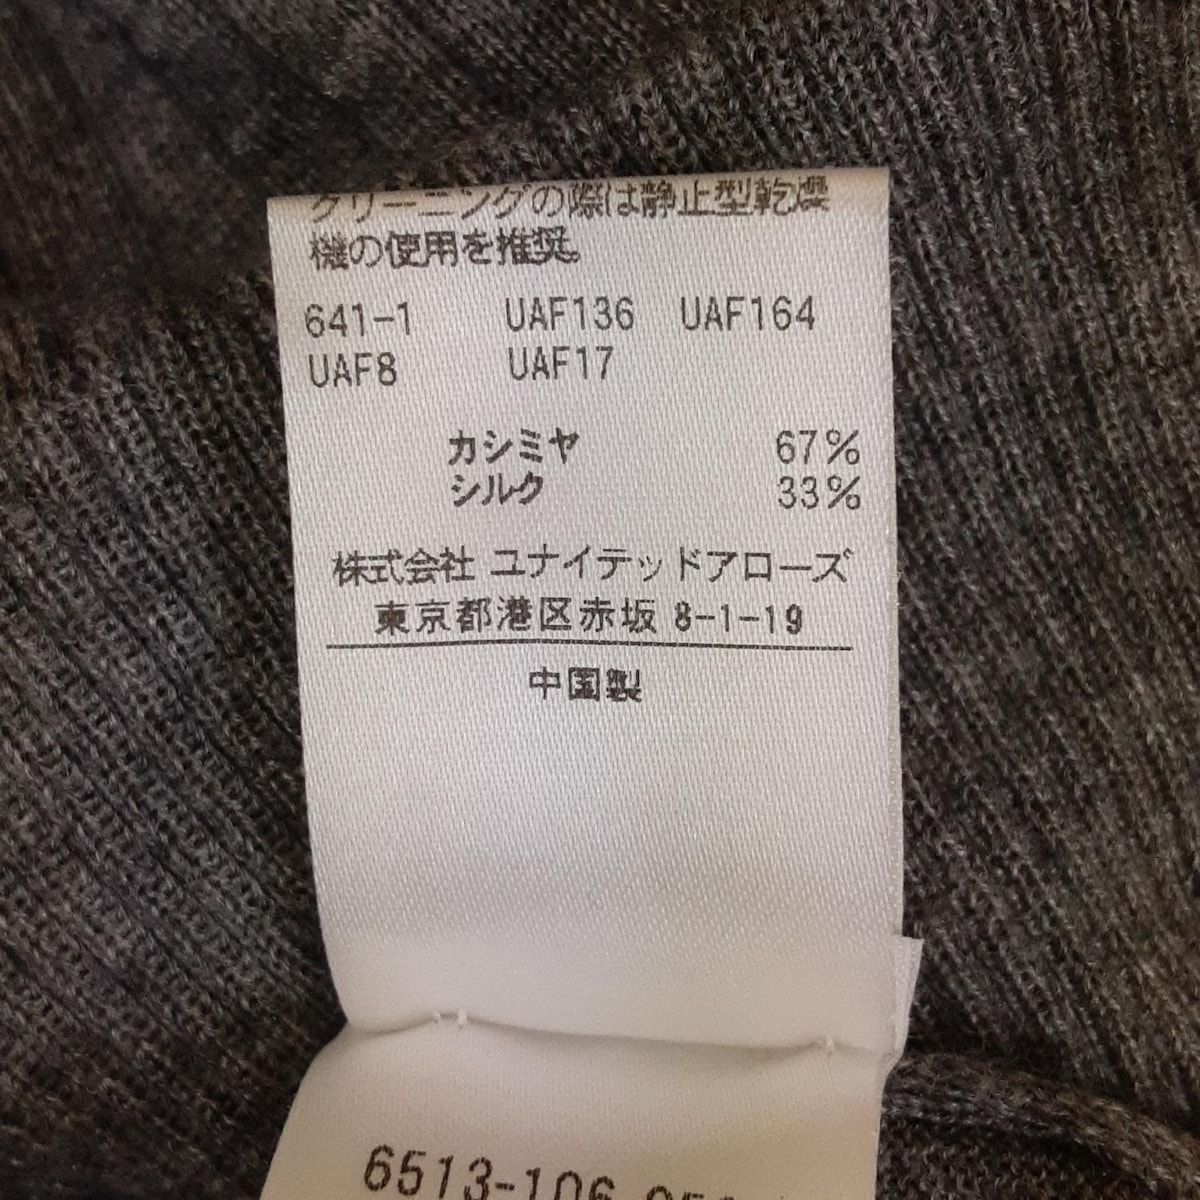 クリーニングの際は静止型乾燥
機の使用を推奨。
641-1 UAF136 UAF164
UAF8 UAF17
カシミヤ 67%
シルク 33%
株式会社 ユナイテッドアローズ
東京都港区赤坂 8-1-19
中国製
6513-106